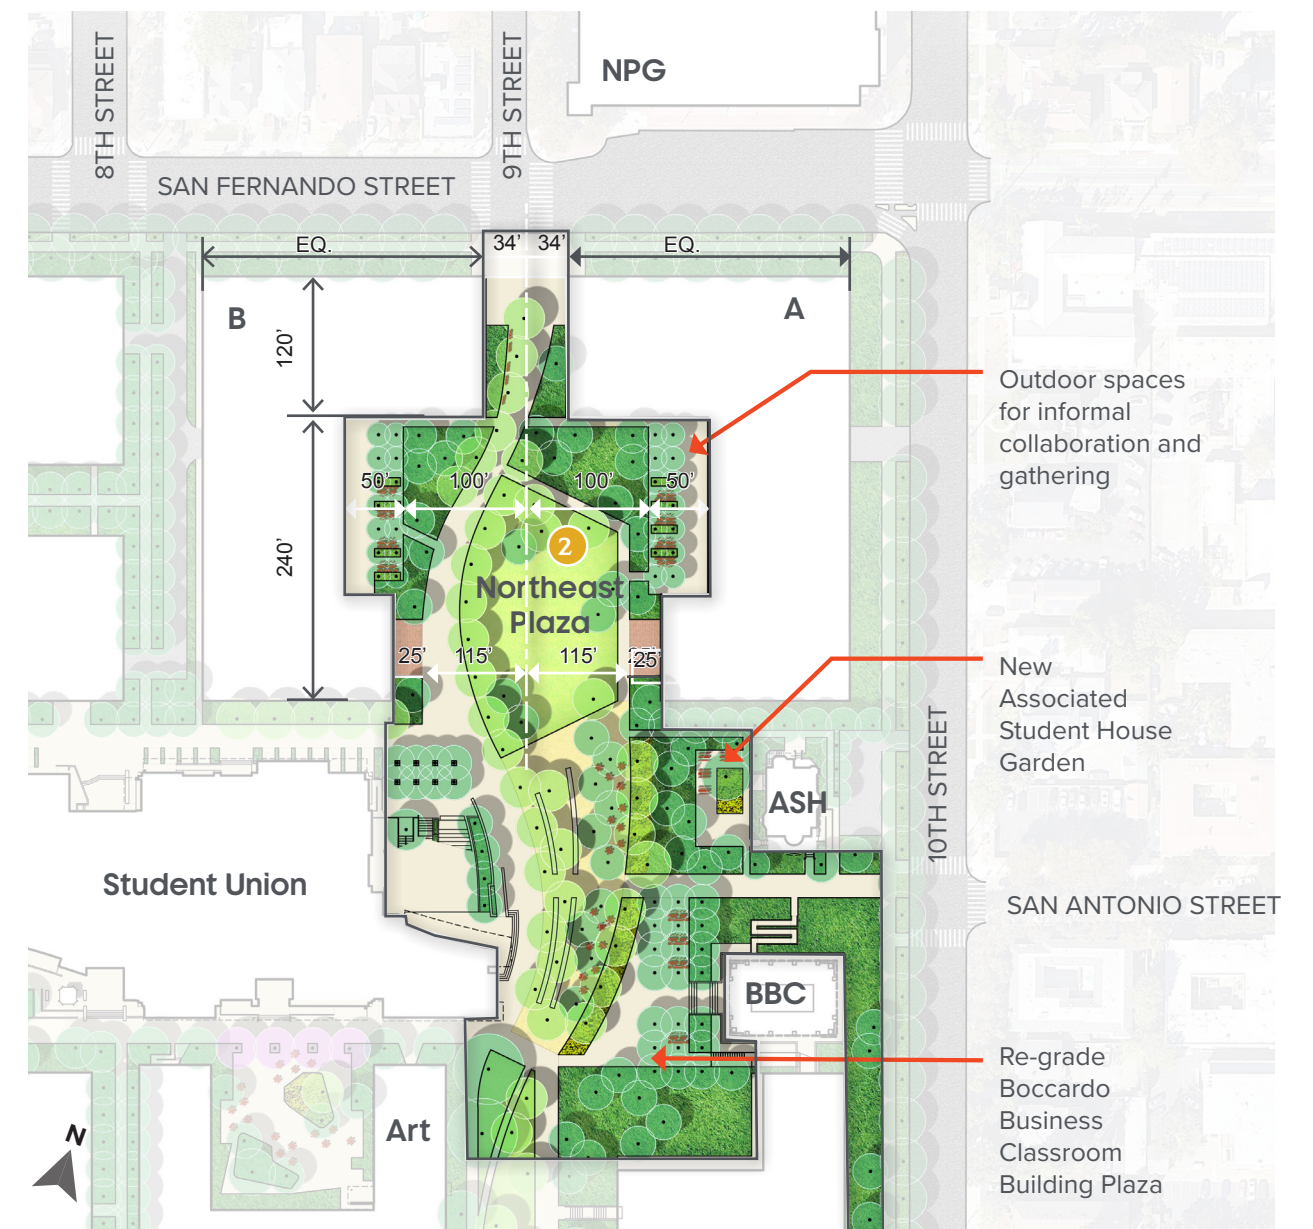 NPG
8TH STREET
9TH STREET
SAN FERNANDO STREET
EQ.
34'
34'
EQ.
B
A
120'
Outdoor spaces
for informal
collaboration and
gathering
50'
100'
100'
50'
240'
2
Northeast
Plaza
25'
115'
115'
25'
New
Associated
Student House
Garden
10TH STREET
ASH
Student Union
SAN ANTONIO STREET
BBC
Re-grade
Boccardo
Business
Classroom
Building Plaza
Art
N